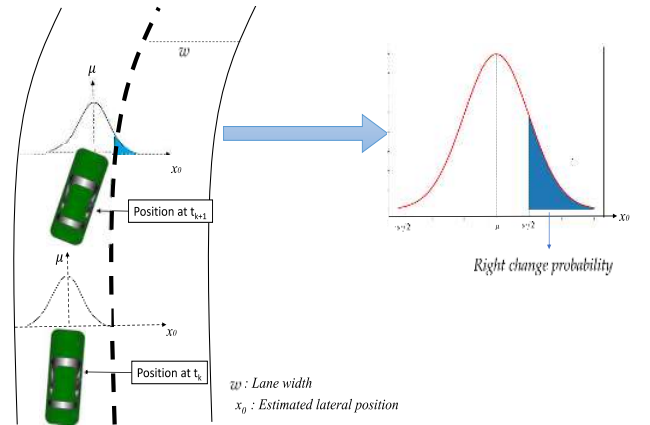 w
μ
x₀
Position at tₖ₊₁
μ
x₀
Position at tₖ
μ
x₀
Right change probability
w : Lane width
x₀ : Estimated lateral position